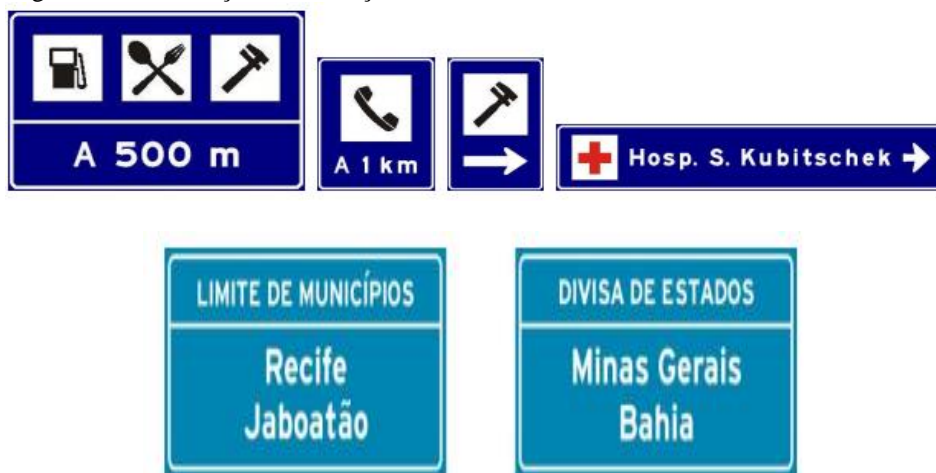 A 500 m
A 1 km
Hosp. S. Kubitschek
LIMITE DE MUNICÍPIOS
Recife
Jaboatão
DIVISA DE ESTADOS
Minas Gerais
Bahia